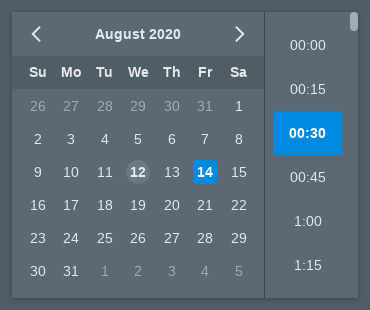 August 2020
Su Mo Tu We Th Fr Sa
26 27 28 29 30 31 1
2 3 4 5 6 7 8
9 10 11 12 13 14 15
16 17 18 19 20 21 22
23 24 25 26 27 28 29
30 31 1 2 3 4 5
00:00
00:15
00:30
00:45
1:00
1:15